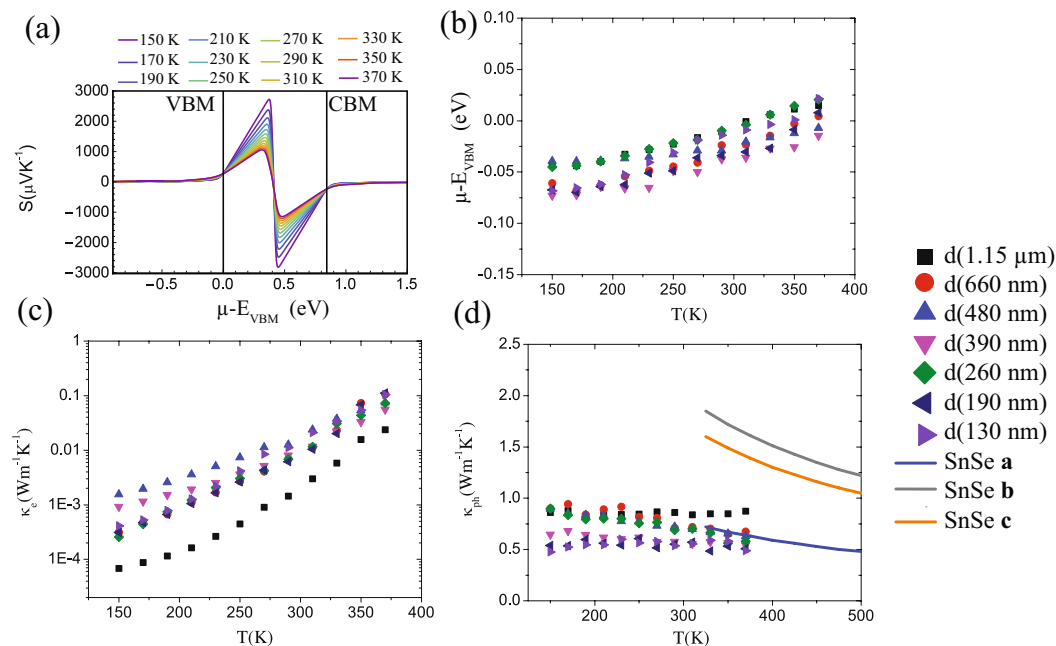 (a)
150 K 210 K 270 K 330 K
170 K 230 K 290 K 350 K
190 K 250 K 310 K 370 K
VBM CBM
3000
2000
1000
0
−1000
−2000
−3000
S(μVK⁻¹)
−0.5 0.0 0.5 1.0 1.5
μ-E_VBM (eV)
(b)
0.10
0.05
0.00
-0.05
-0.10
-0.15
μ-E_VBM (eV)
100 150 200 250 300 350 400
T(K)
(c)
1
0.1
0.01
1E-3
1E-4
κ_e(Wm⁻¹K⁻¹)
150 200 250 300 350 400
T(K)
(d)
2.5
2.0
1.5
1.0
0.5
0.0
κ_ph(Wm⁻¹K⁻¹)
200 300 400 500
T(K)
d(1.15 μm)
d(660 nm)
d(480 nm)
d(390 nm)
d(260 nm)
d(190 nm)
d(130 nm)
SnSe a
SnSe b
SnSe c